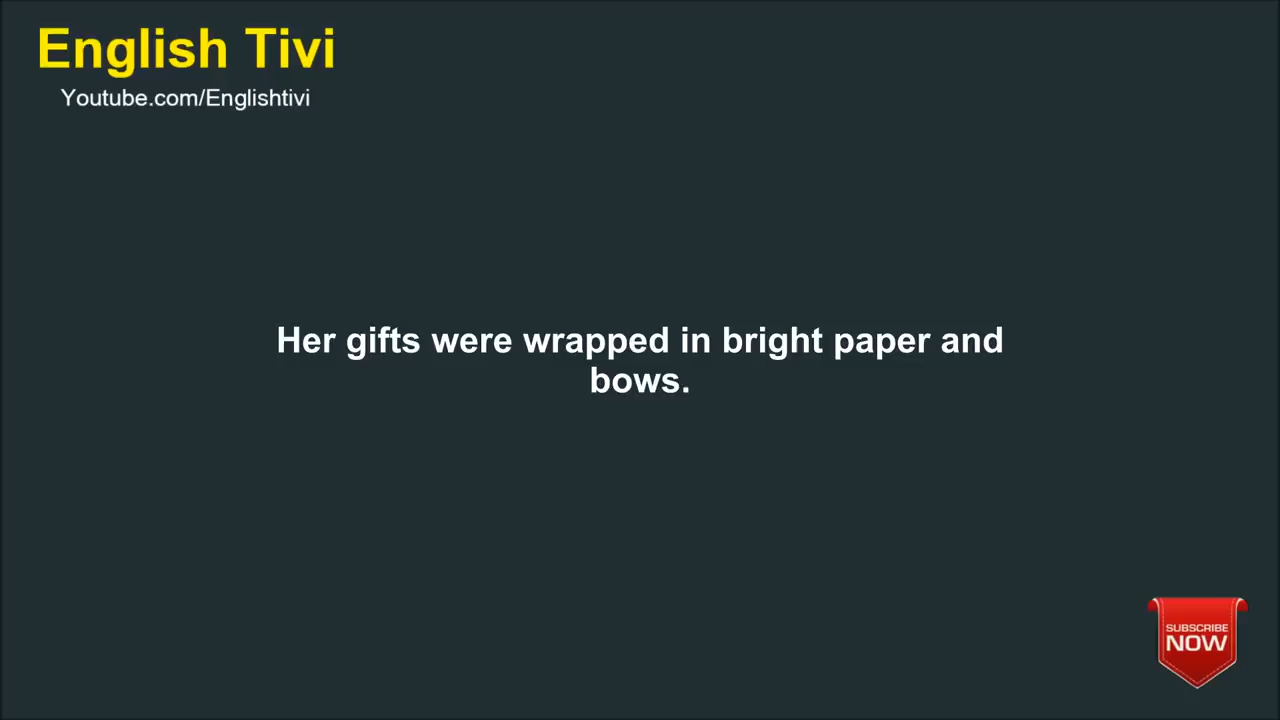 English Tivi
Youtube.com/Englishtivi
Her gifts were wrapped in bright paper and
bows.
SUBSCRIBE
NOW